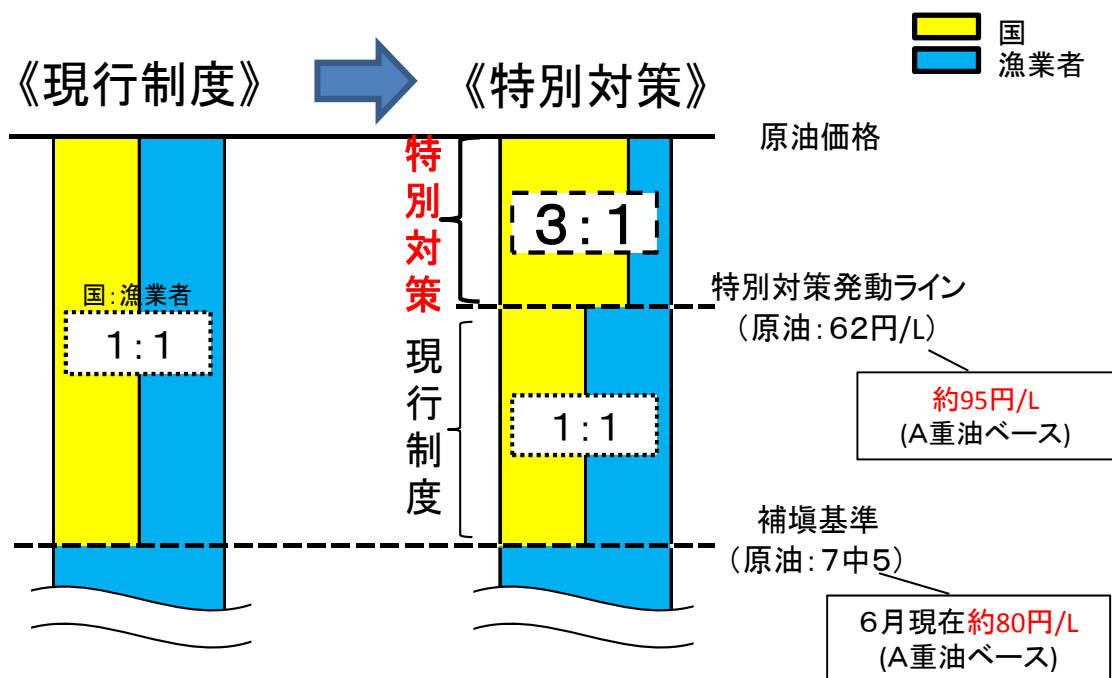 国
漁業者
《現行制度》
《特別対策》
原油価格
特別対策
3:1
特別対策発動ライン
（原油：62円/L）
国：漁業者
1:1
現行制度
1:1
約95円/L
(A重油ベース)
補塡基準
（原油：7中5）
6月現在約80円/L
(A重油ベース)